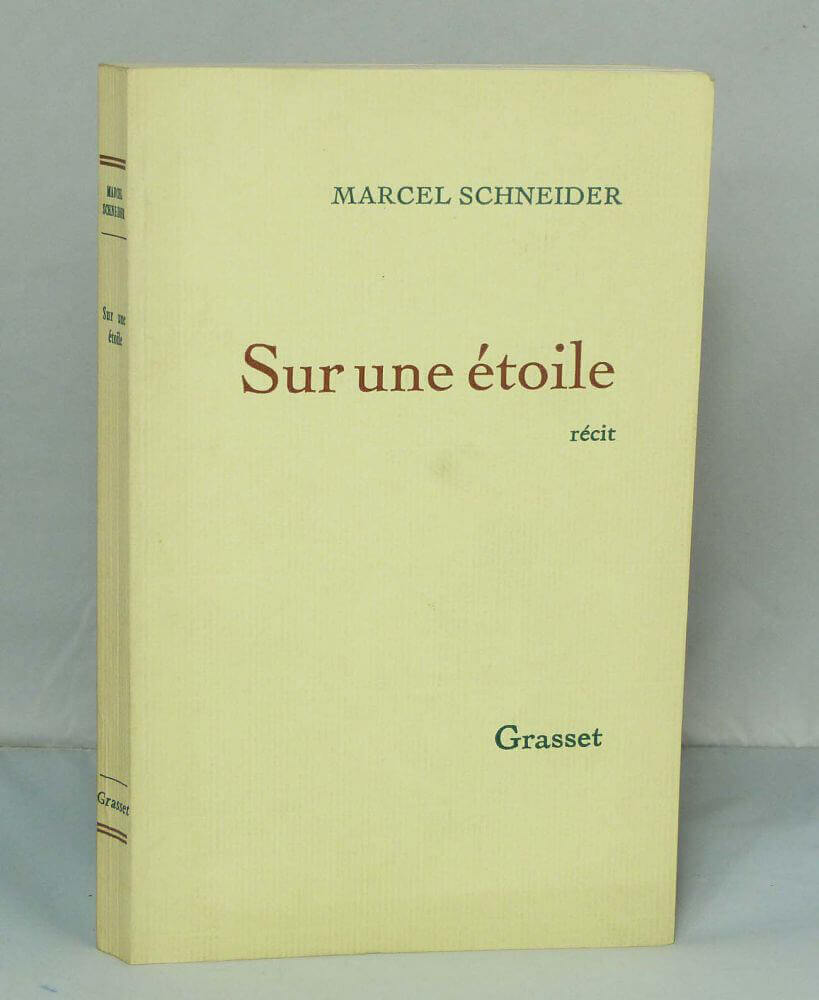 MARCEL SCHNEIDER
Sur une étoile
récit
Grasset
MARCEL
SCHNEIDER
Sur une
étoile
Grasset